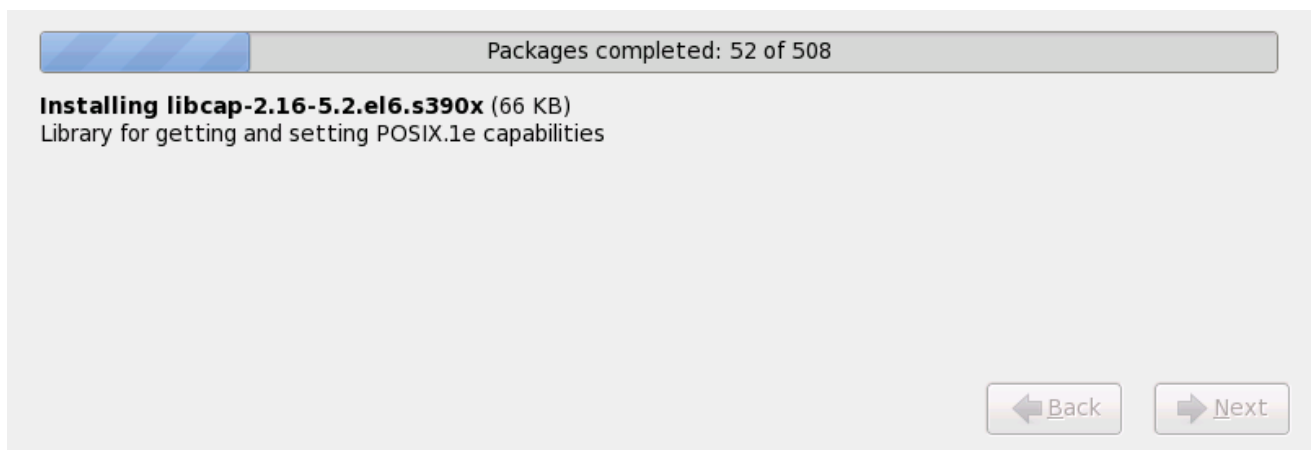 Packages completed: 52 of 508
Installing libcap-2.16-5.2.el6.s390x (66 KB)
Library for getting and setting POSIX.1e capabilities
Back Next